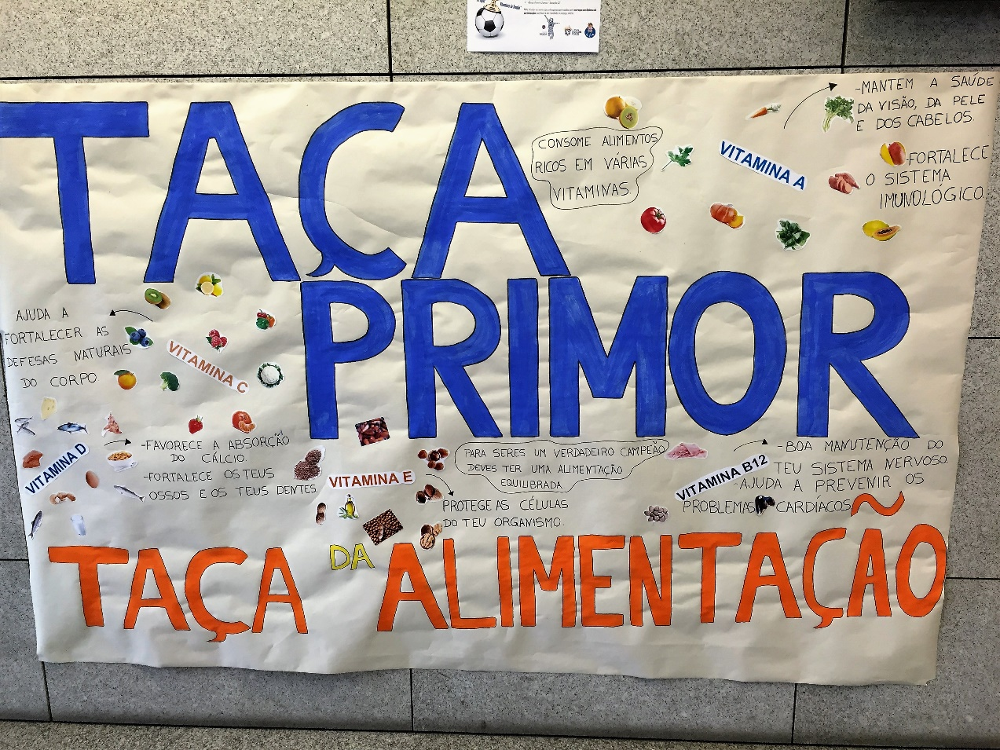 TAÇA
PRIMOR
CONSOME ALIMENTOS
RICOS EM VÁRIAS
VITAMINAS.
VITAMINA A
-MANTEM A SAÚDE
DA VISÃO, DA PELE
E DOS CABELOS.
-FORTALECE
O SISTEMA
IMUNOLÓGICO.
AJUDA A
FORTALECER AS
DEFESAS NATURAIS
DO CORPO
VITAMINA C
VITAMINA D
-FAVORECE A ABSORÇÃO
DO CÁLCIO.
-FORTALECE OS TEUS
OSSOS E OS TEUS DENTES.
VITAMINA E
PROTEGE AS CÉLULAS
DO TEU ORGANISMO.
PARA SERES UM VERDADEIRO CAMPEÃO
DEVES TER UMA ALIMENTAÇÃO
EQUILIBRADA
VITAMINA B12
-BOA MANUTENÇÃO DO
TEU SISTEMA NERVOSO.
-AJUDA A PREVENIR OS
PROBLEMAS CARDÍACOS
TAÇA DA ALIMENTAÇÃO